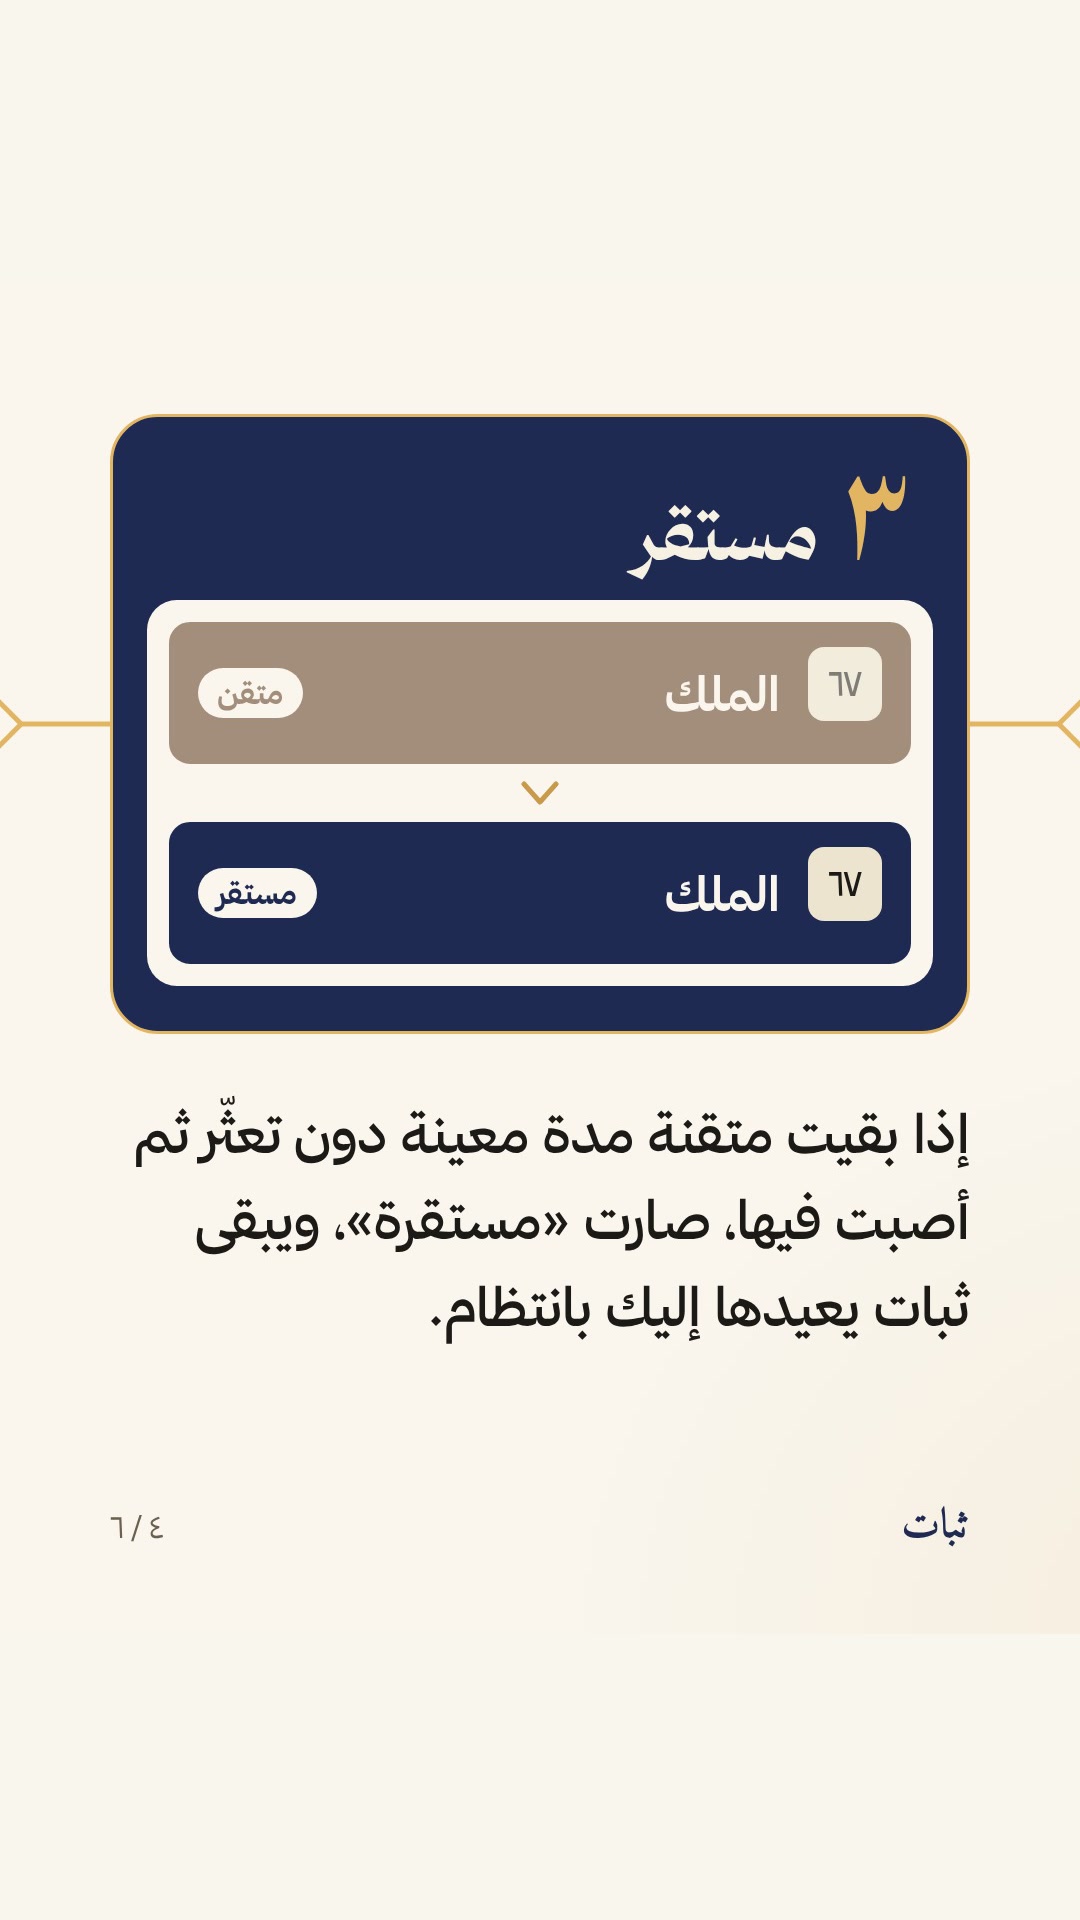 ٣ مستقر
٦٧ الملك متقن
٦٧ الملك مستقر
إذا بقيت متقنة مدة معينة دون تعثّر ثم
أصبت فيها، صارت «مستقرة»، ويبقى
ثبات يعيدها إليك بانتظام.
ثبات
٤ / ٦